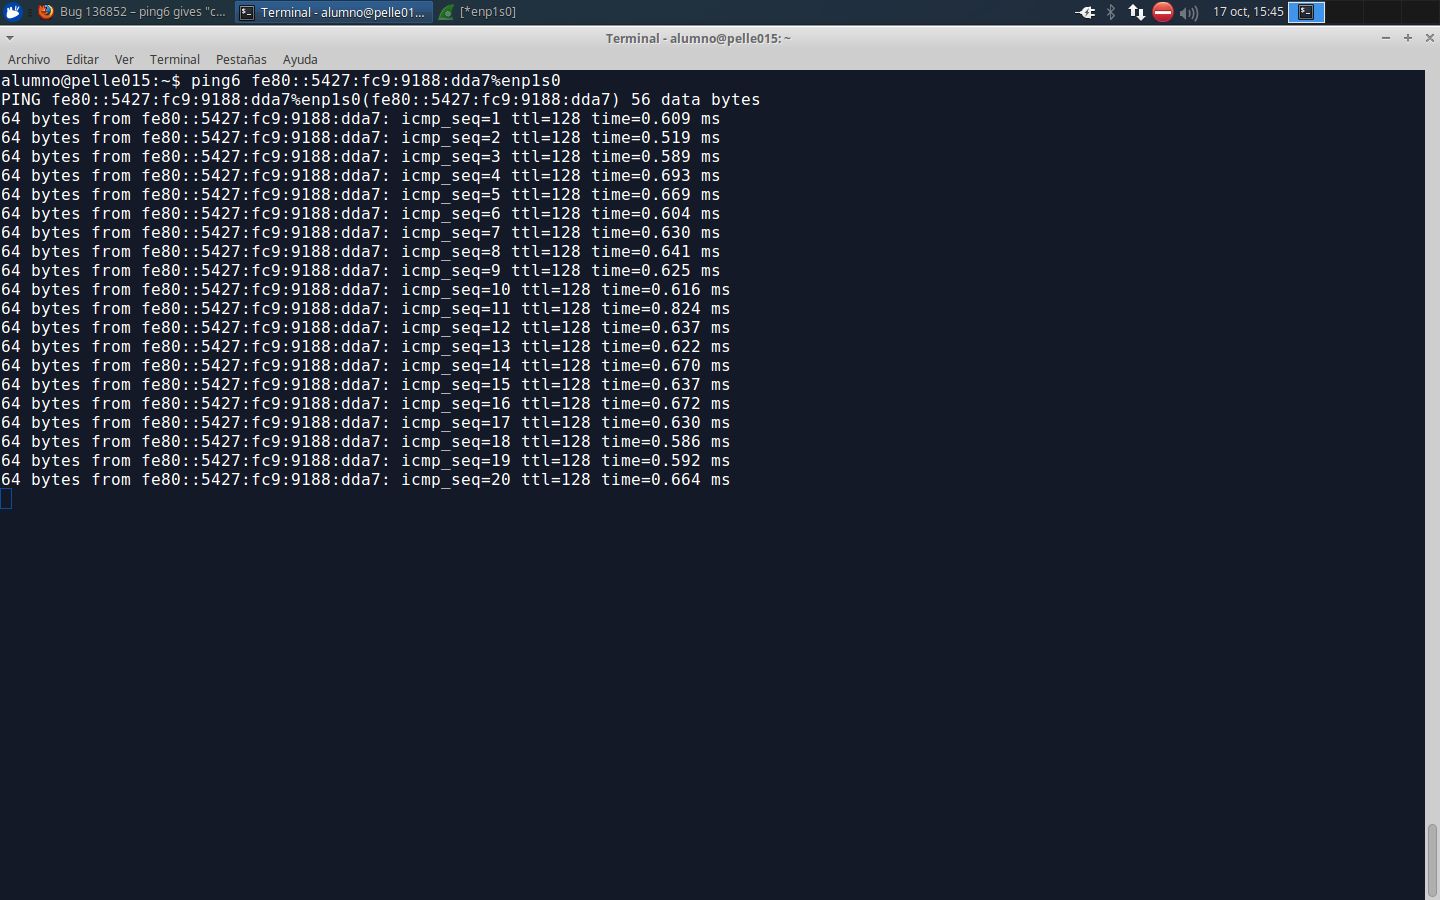 Bug 136852 – ping6 gives "c...
Terminal - alumno@pelle01...
[*enp1s0]
17 oct, 15:45
Terminal - alumno@pelle015: ~
Archivo Editar Ver Terminal Pestañas Ayuda
alumno@pelle015:~$ ping6 fe80::5427:fc9:9188:dda7%enp1s0
PING fe80::5427:fc9:9188:dda7%enp1s0(fe80::5427:fc9:9188:dda7) 56 data bytes
64 bytes from fe80::5427:fc9:9188:dda7: icmp_seq=1 ttl=128 time=0.609 ms
64 bytes from fe80::5427:fc9:9188:dda7: icmp_seq=2 ttl=128 time=0.519 ms
64 bytes from fe80::5427:fc9:9188:dda7: icmp_seq=3 ttl=128 time=0.589 ms
64 bytes from fe80::5427:fc9:9188:dda7: icmp_seq=4 ttl=128 time=0.693 ms
64 bytes from fe80::5427:fc9:9188:dda7: icmp_seq=5 ttl=128 time=0.669 ms
64 bytes from fe80::5427:fc9:9188:dda7: icmp_seq=6 ttl=128 time=0.604 ms
64 bytes from fe80::5427:fc9:9188:dda7: icmp_seq=7 ttl=128 time=0.630 ms
64 bytes from fe80::5427:fc9:9188:dda7: icmp_seq=8 ttl=128 time=0.641 ms
64 bytes from fe80::5427:fc9:9188:dda7: icmp_seq=9 ttl=128 time=0.625 ms
64 bytes from fe80::5427:fc9:9188:dda7: icmp_seq=10 ttl=128 time=0.616 ms
64 bytes from fe80::5427:fc9:9188:dda7: icmp_seq=11 ttl=128 time=0.824 ms
64 bytes from fe80::5427:fc9:9188:dda7: icmp_seq=12 ttl=128 time=0.637 ms
64 bytes from fe80::5427:fc9:9188:dda7: icmp_seq=13 ttl=128 time=0.622 ms
64 bytes from fe80::5427:fc9:9188:dda7: icmp_seq=14 ttl=128 time=0.670 ms
64 bytes from fe80::5427:fc9:9188:dda7: icmp_seq=15 ttl=128 time=0.637 ms
64 bytes from fe80::5427:fc9:9188:dda7: icmp_seq=16 ttl=128 time=0.672 ms
64 bytes from fe80::5427:fc9:9188:dda7: icmp_seq=17 ttl=128 time=0.630 ms
64 bytes from fe80::5427:fc9:9188:dda7: icmp_seq=18 ttl=128 time=0.586 ms
64 bytes from fe80::5427:fc9:9188:dda7: icmp_seq=19 ttl=128 time=0.592 ms
64 bytes from fe80::5427:fc9:9188:dda7: icmp_seq=20 ttl=128 time=0.664 ms